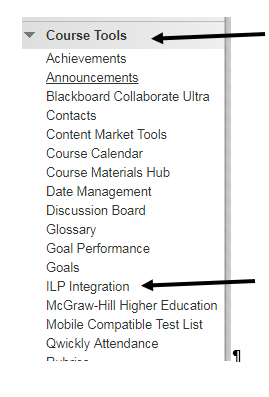 Course Tools
Achievements
Announcements
Blackboard Collaborate Ultra
Contacts
Content Market Tools
Course Calendar
Course Materials Hub
Date Management
Discussion Board
Glossary
Goal Performance
Goals
ILP Integration
McGraw-Hill Higher Education
Mobile Compatible Test List
Qwickly Attendance
¶